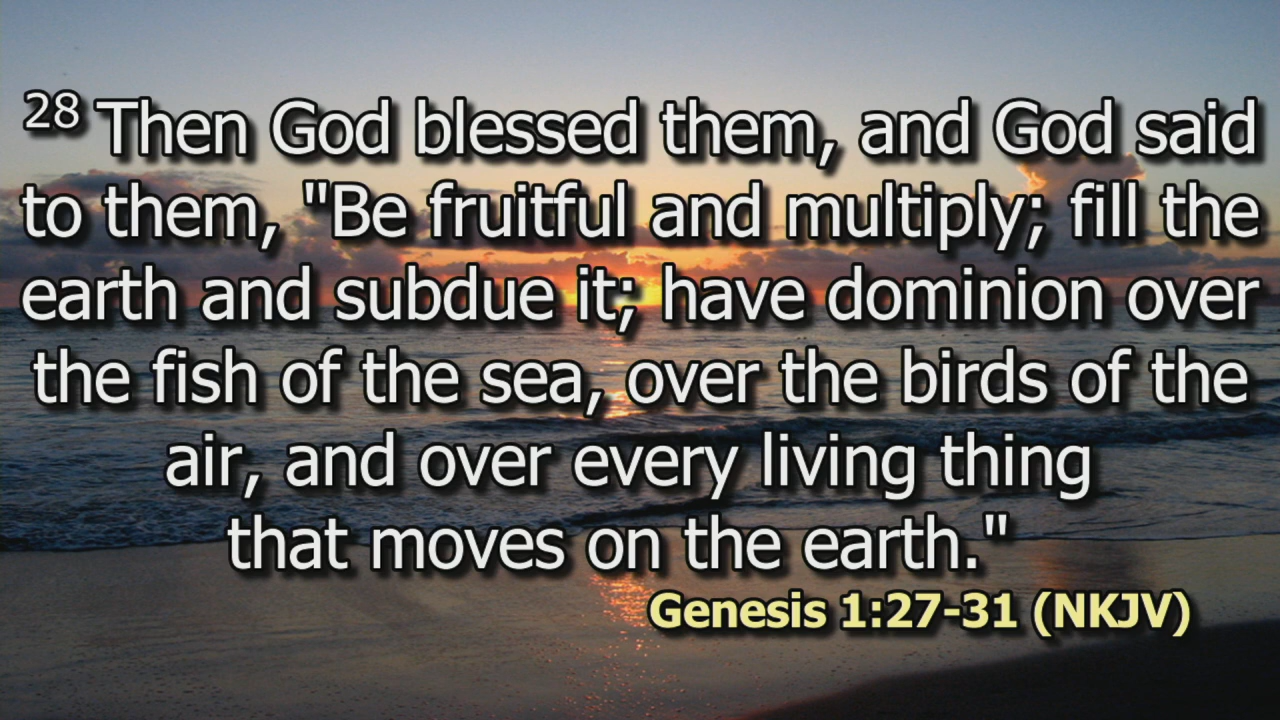 28 Then God blessed them, and God said
to them, "Be fruitful and multiply; fill the
earth and subdue it; have dominion over
the fish of the sea, over the birds of the
air, and over every living thing
that moves on the earth."
Genesis 1:27-31 (NKJV)